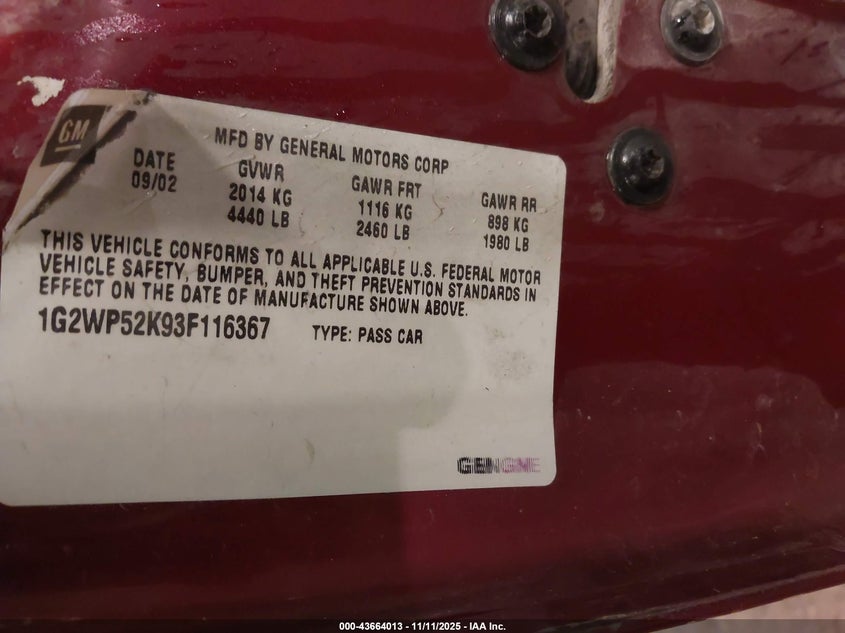 GM
MFD BY GENERAL MOTORS CORP
DATE GVWR GAWR FRT GAWR RR
09/02 2014 KG 1116 KG 898 KG
4440 LB 2460 LB 1980 LB
THIS VEHICLE CONFORMS TO ALL APPLICABLE U.S. FEDERAL MOTOR
VEHICLE SAFETY, BUMPER, AND THEFT PREVENTION STANDARDS IN
EFFECT ON THE DATE OF MANUFACTURE SHOWN ABOVE.
1G2WP52K93F116367 TYPE: PASS CAR
GENGME
000-43664013 - 11/11/2025 - IAA Inc.